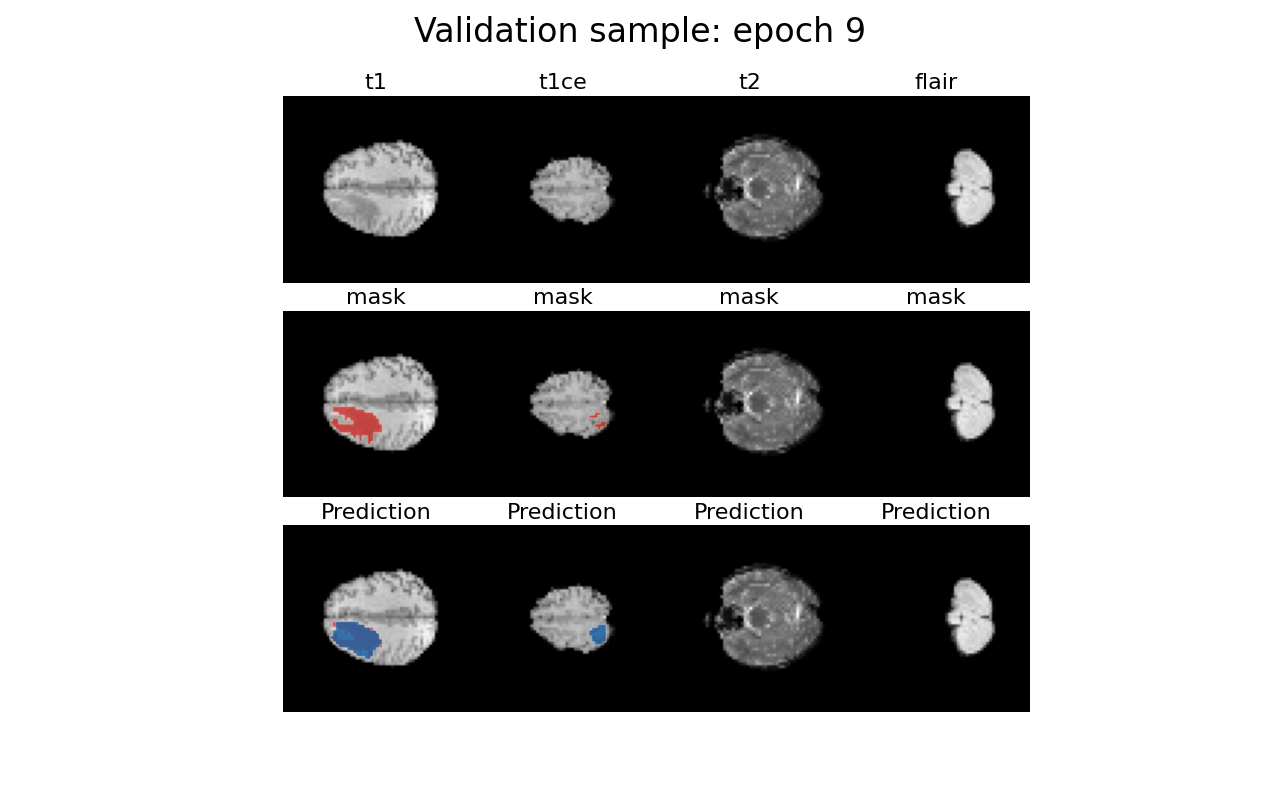 Validation sample: epoch 9
t1 t1ce t2 flair
mask mask mask mask
Prediction Prediction Prediction Prediction